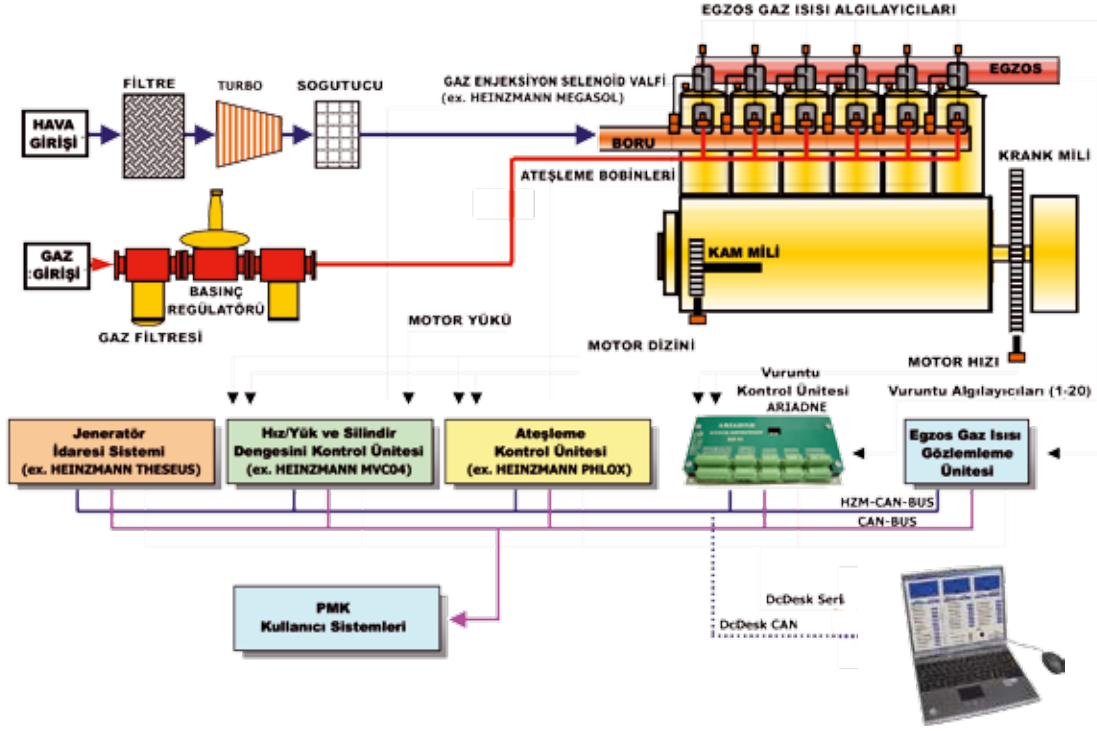 EGZOS GAZ ISISI ALGILAYICILARI
FİLTRE
TURBO
SOGUTUCU
GAZ ENJEKSİYON SELENOİD VALFİ
(ex. HEINZMANN MEGASOL)
EGZOS
HAVA
GİRİŞİ
BORU
KRANK MİLİ
ATEŞLEME BOBİNLERİ
GAZ
GİRİŞİ
KAM MİLİ
BASINÇ
REGÜLATÖRÜ
GAZ FİLTRESİ
MOTOR YÜKÜ
MOTOR DİZİNİ
MOTOR HIZI
Vuruntu
Kontrol Ünitesi
ARIADNE
Vuruntu Algılayıcıları (1-20)
Jeneratör
İdaresi Sistemi
(ex. HEINZMANN THESEUS)
Hız/Yük ve Silindir
Dengesini Kontrol Ünitesi
(ex. HEINZMANN MVC04)
Ateşleme
Kontrol Ünitesi
(ex. HEINZMANN PHLOX)
ARIADNE
Egzos Gaz Isısı
Gözlemleme
Ünitesi
HZM-CAN-BUS
CAN-BUS
PMK
Kullanıcı Sistemleri
DcDesk Seri
DcDesk CAN